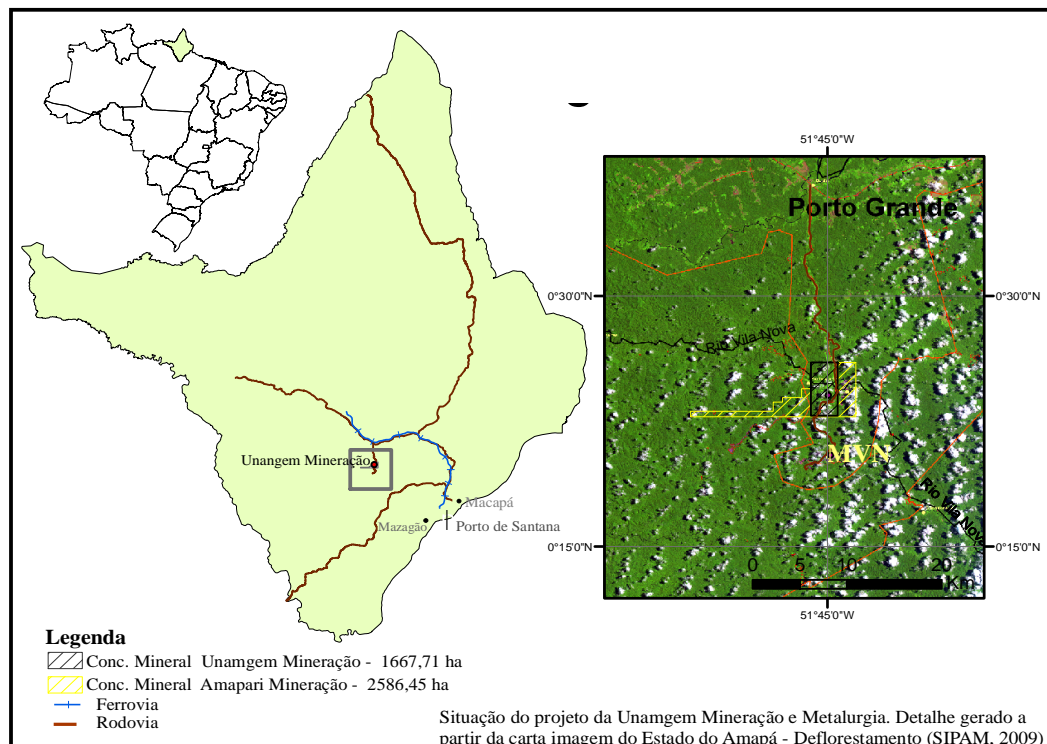 51°45'0"W
Porto Grande
0°30'0"N
0°30'0"N
Rio Vila Nova
Unangem Mineração
MVN
Macapá
Mazagão
Porto de Santana
Rio Vila Nova
0°15'0"N
0°15'0"N
0 5 10 20
Km
51°45'0"W
Legenda
Conc. Mineral Unamgem Mineração - 1667,71 ha
Conc. Mineral Amapari Mineração - 2586,45 ha
Ferrovia
Rodovia
Situação do projeto da Unamgem Mineração e Metalurgia. Detalhe gerado a
partir da carta imagem do Estado do Amapá - Deflorestamento (SIPAM, 2009)